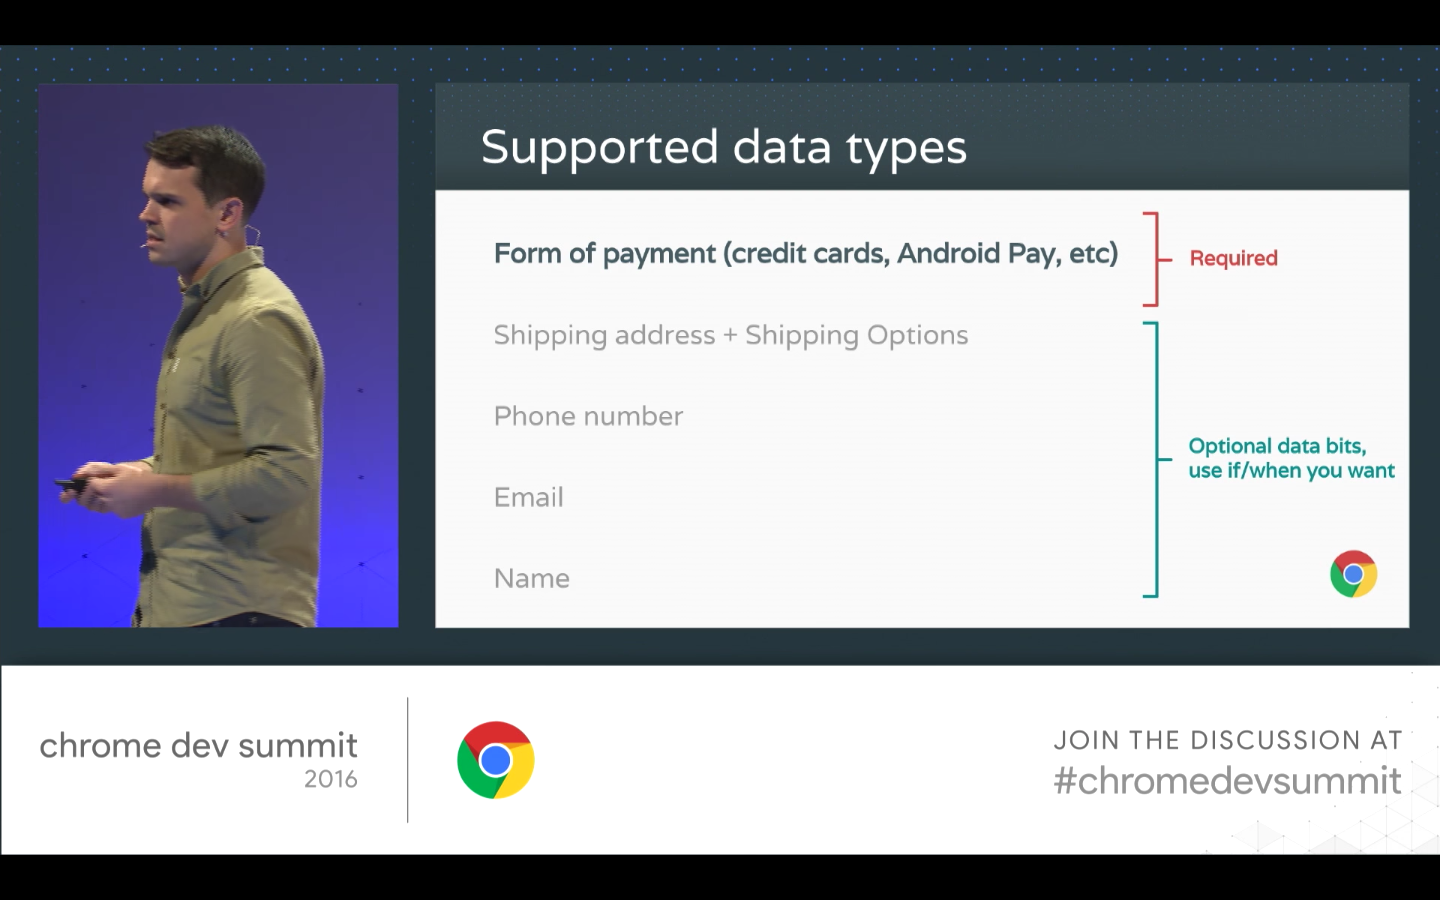 Supported data types
Form of payment (credit cards, Android Pay, etc)
Required
Shipping address + Shipping Options
Phone number
Optional data bits,
use if/when you want
Email
Name
chrome dev summit
2016
JOIN THE DISCUSSION AT
#chromedevsummit